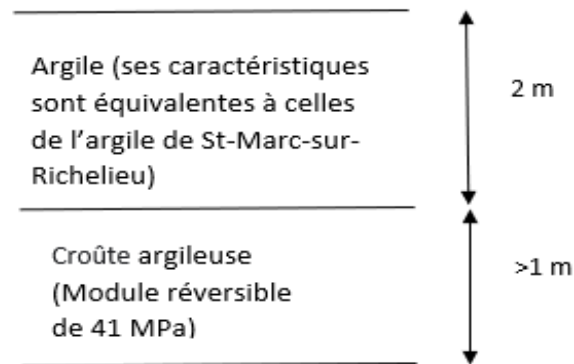 Argile (ses caractéristiques
sont équivalentes à celles
de l'argile de St-Marc-sur-
Richelieu)
2 m
Croûte argileuse
(Module réversible
de 41 MPa)
>1 m